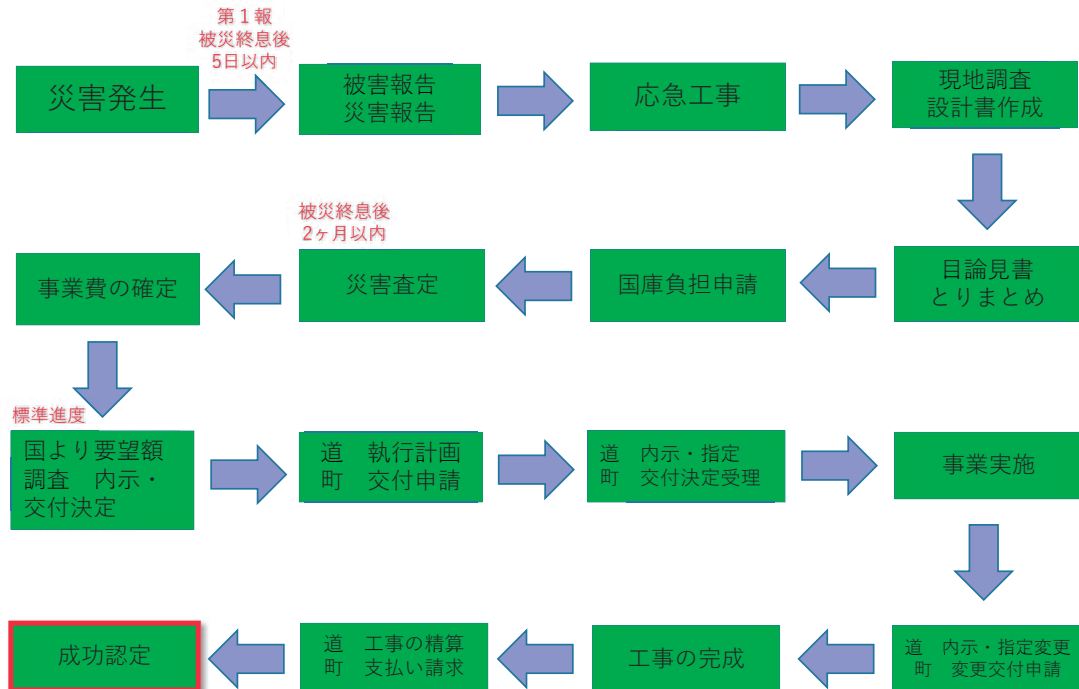 第１報
被災終息後
5日以内
災害発生
被害報告
災害報告
応急工事
現地調査
設計書作成
目論見書
とりまとめ
国庫負担申請
被災終息後
2ヶ月以内
災害査定
事業費の確定
標準進度
国より要望額
調査　内示・
交付決定
道　執行計画
町　交付申請
道　内示・指定
町　交付決定受理
事業実施
道　内示・指定変更
町　変更交付申請
工事の完成
道　工事の精算
町　支払い請求
成功認定